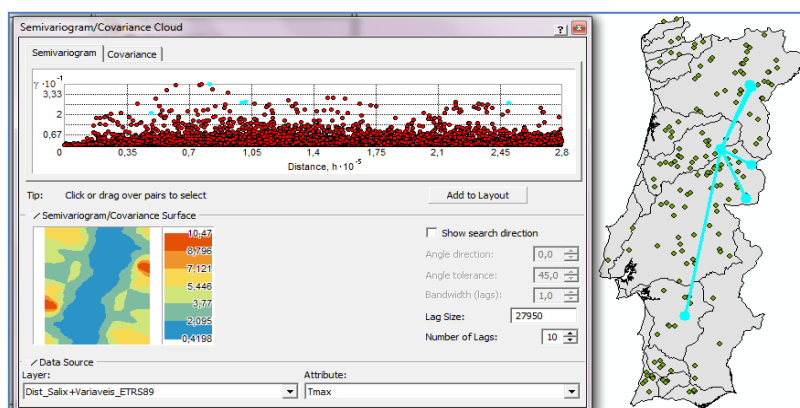 Semivariogram/Covariance Cloud
Semivariogram Covariance
γ · 10⁻¹
3,33
2
0,67
0 0,35 0,7 1,05 1,4 1,75 2,1 2,45 2,8
Distance, h · 10⁻⁵
Tip: Click or drag over pairs to select Add to Layout
Semivariogram/Covariance Surface
10,47
8,796
7,121
5,446
3,77
2,095
0,4198
Show search direction
Angle direction: 0,0
Angle tolerance: 45,0
Bandwidth (lags): 1,0
Lag Size: 27950
Number of Lags: 10
Data Source
Layer: Attribute:
Dist_Salix+Variaveis_ETRS89 Tmax